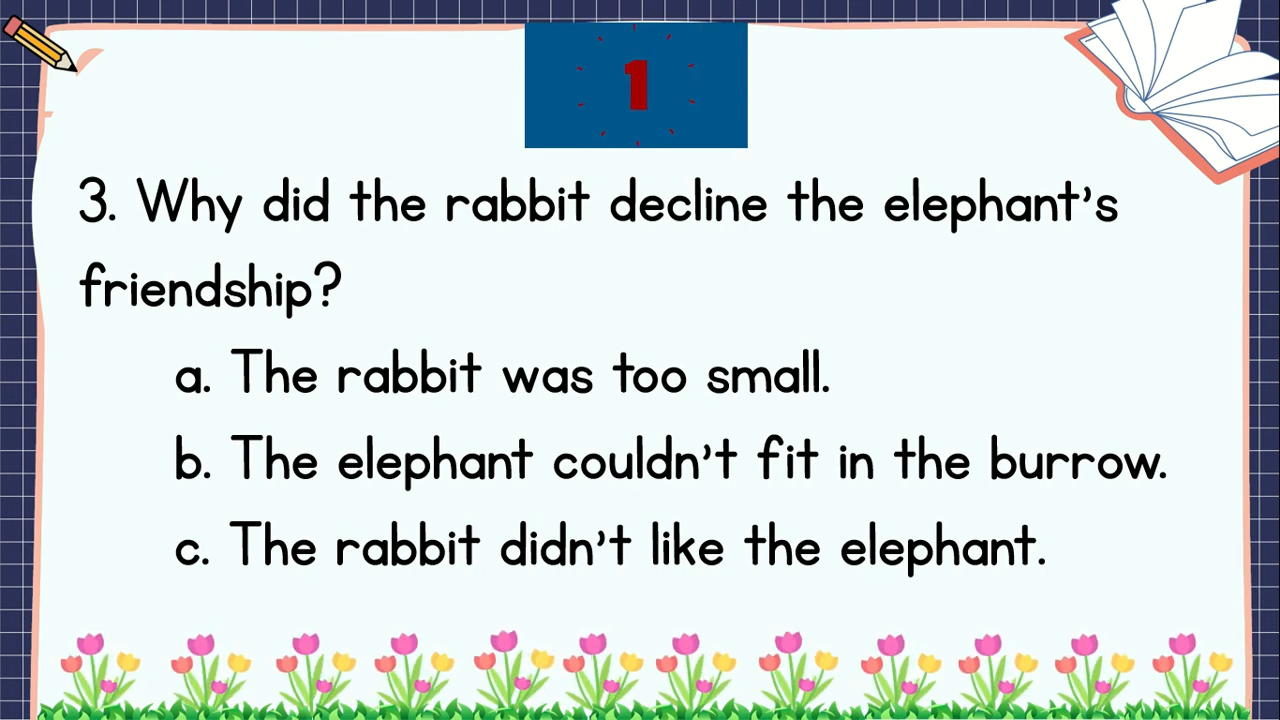 1
3. Why did the rabbit decline the elephant's
friendship?
a. The rabbit was too small.
b. The elephant couldn't fit in the burrow.
c. The rabbit didn't like the elephant.